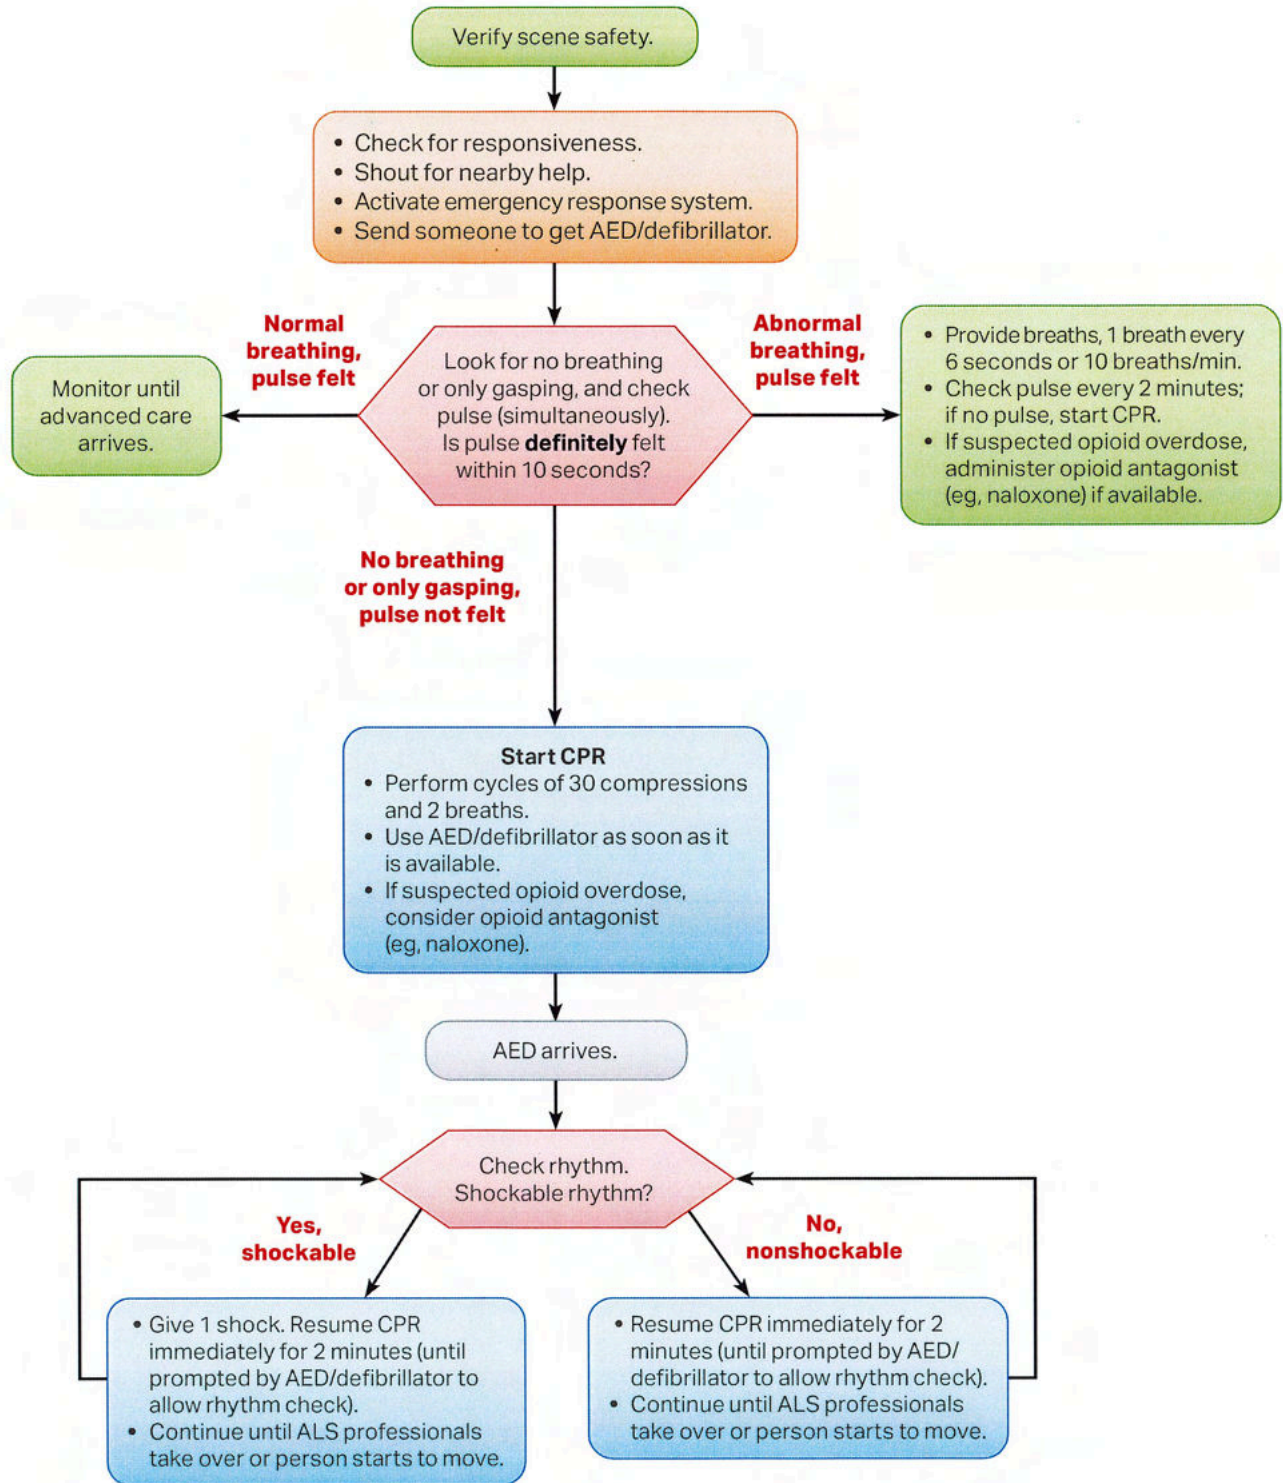 Verify scene safety.
• Check for responsiveness.
• Shout for nearby help.
• Activate emergency response system.
• Send someone to get AED/defibrillator.
Normal
breathing,
pulse felt
Monitor until
advanced care
arrives.
Look for no breathing
or only gasping, and check
pulse (simultaneously).
Is pulse definitely felt
within 10 seconds?
Abnormal
breathing,
pulse felt
• Provide breaths, 1 breath every
6 seconds or 10 breaths/min.
• Check pulse every 2 minutes;
if no pulse, start CPR.
• If suspected opioid overdose,
administer opioid antagonist
(eg, naloxone) if available.
No breathing
or only gasping,
pulse not felt
Start CPR
• Perform cycles of 30 compressions
and 2 breaths.
• Use AED/defibrillator as soon as it
is available.
• If suspected opioid overdose,
consider opioid antagonist
(eg, naloxone).
AED arrives.
Check rhythm.
Shockable rhythm?
Yes,
shockable
No,
nonshockable
• Give 1 shock. Resume CPR
immediately for 2 minutes (until
prompted by AED/defibrillator to
allow rhythm check).
• Continue until ALS professionals
take over or person starts to move.
• Resume CPR immediately for 2
minutes (until prompted by AED/
defibrillator to allow rhythm check).
• Continue until ALS professionals
take over or person starts to move.